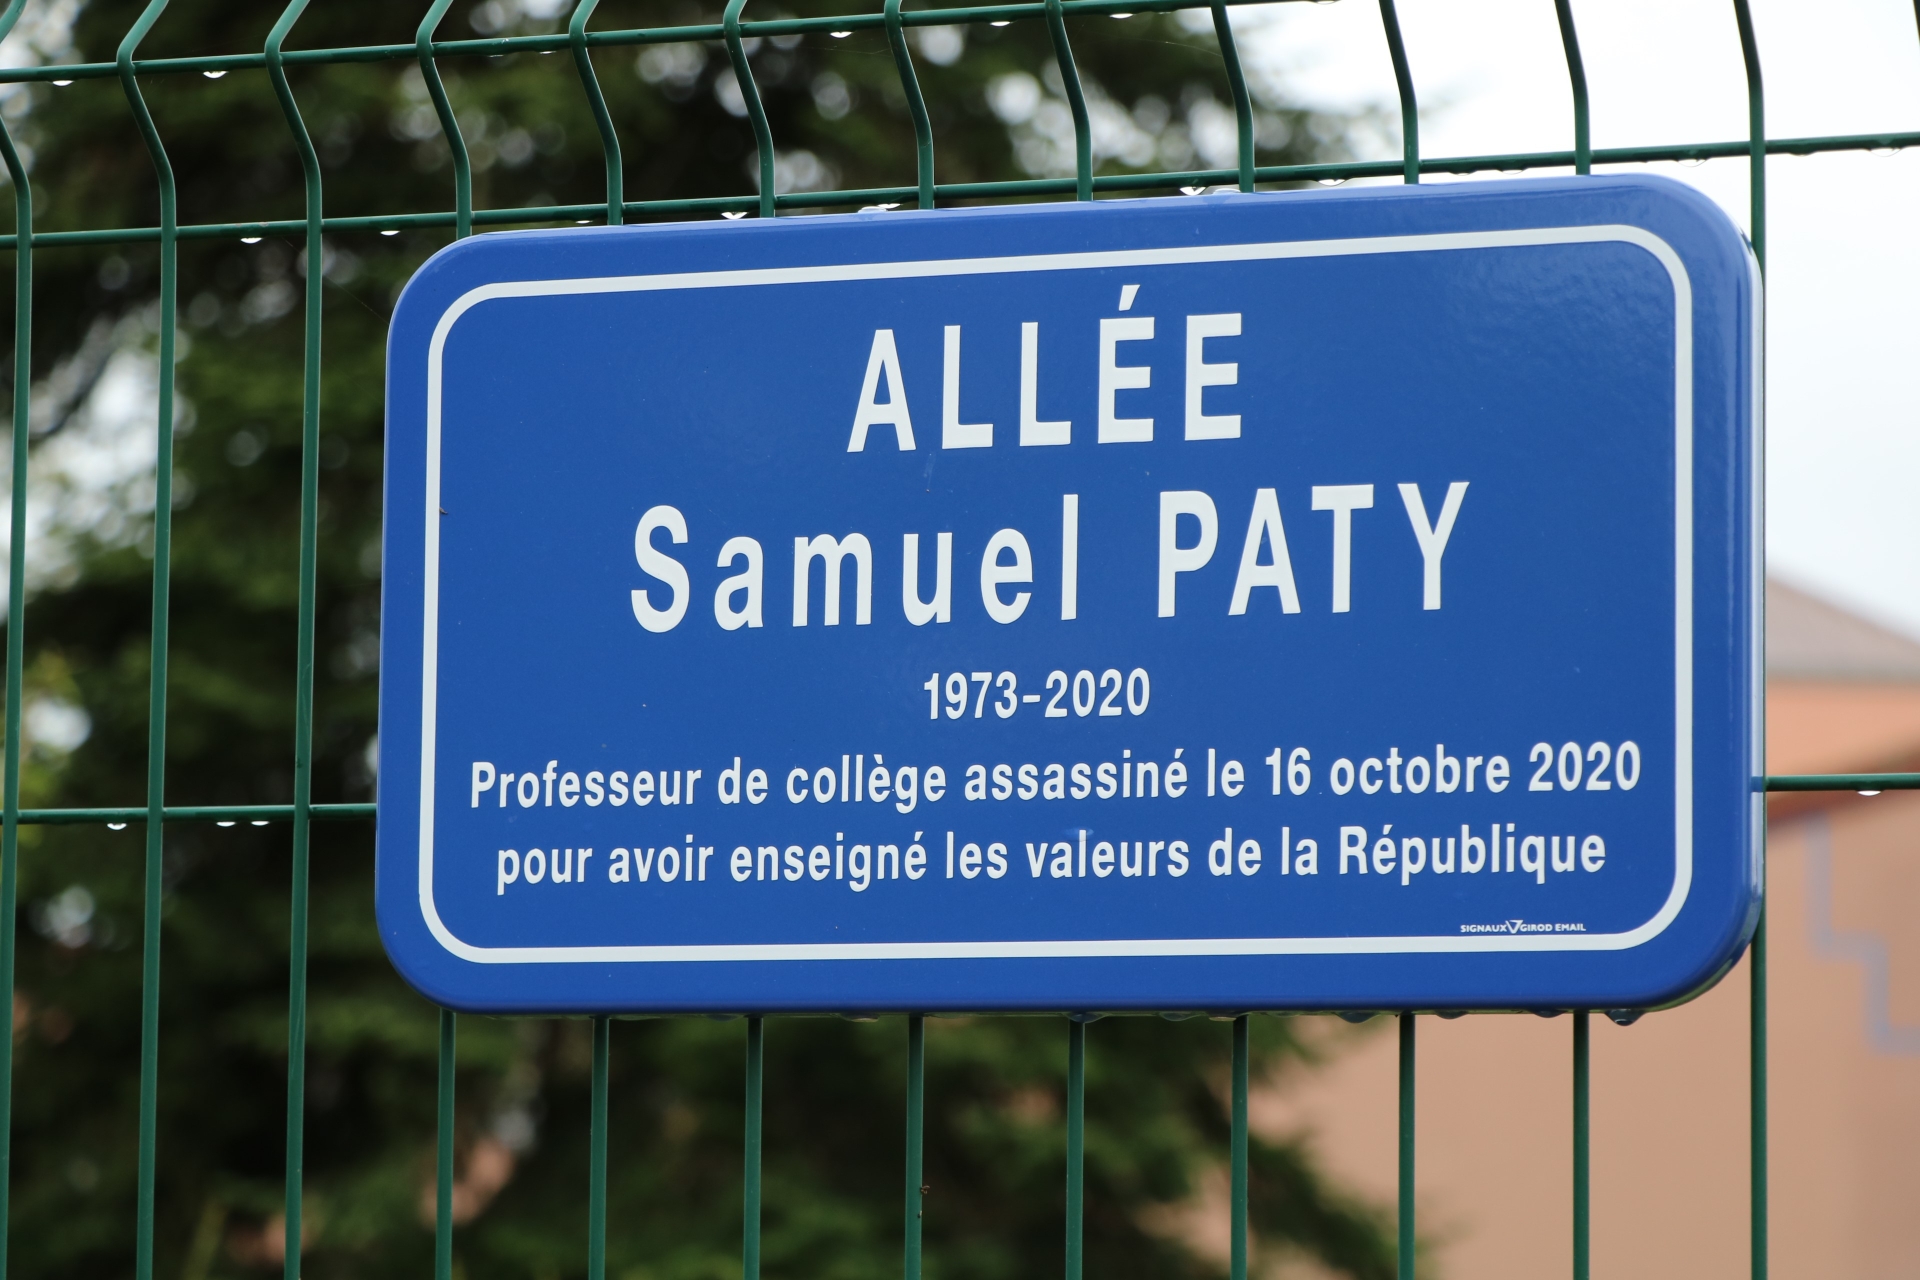 ALLÉE
Samuel PATY
1973-2020
Professeur de collège assassiné le 16 octobre 2020
pour avoir enseigné les valeurs de la République
SIGNAUX GIROD EMAIL